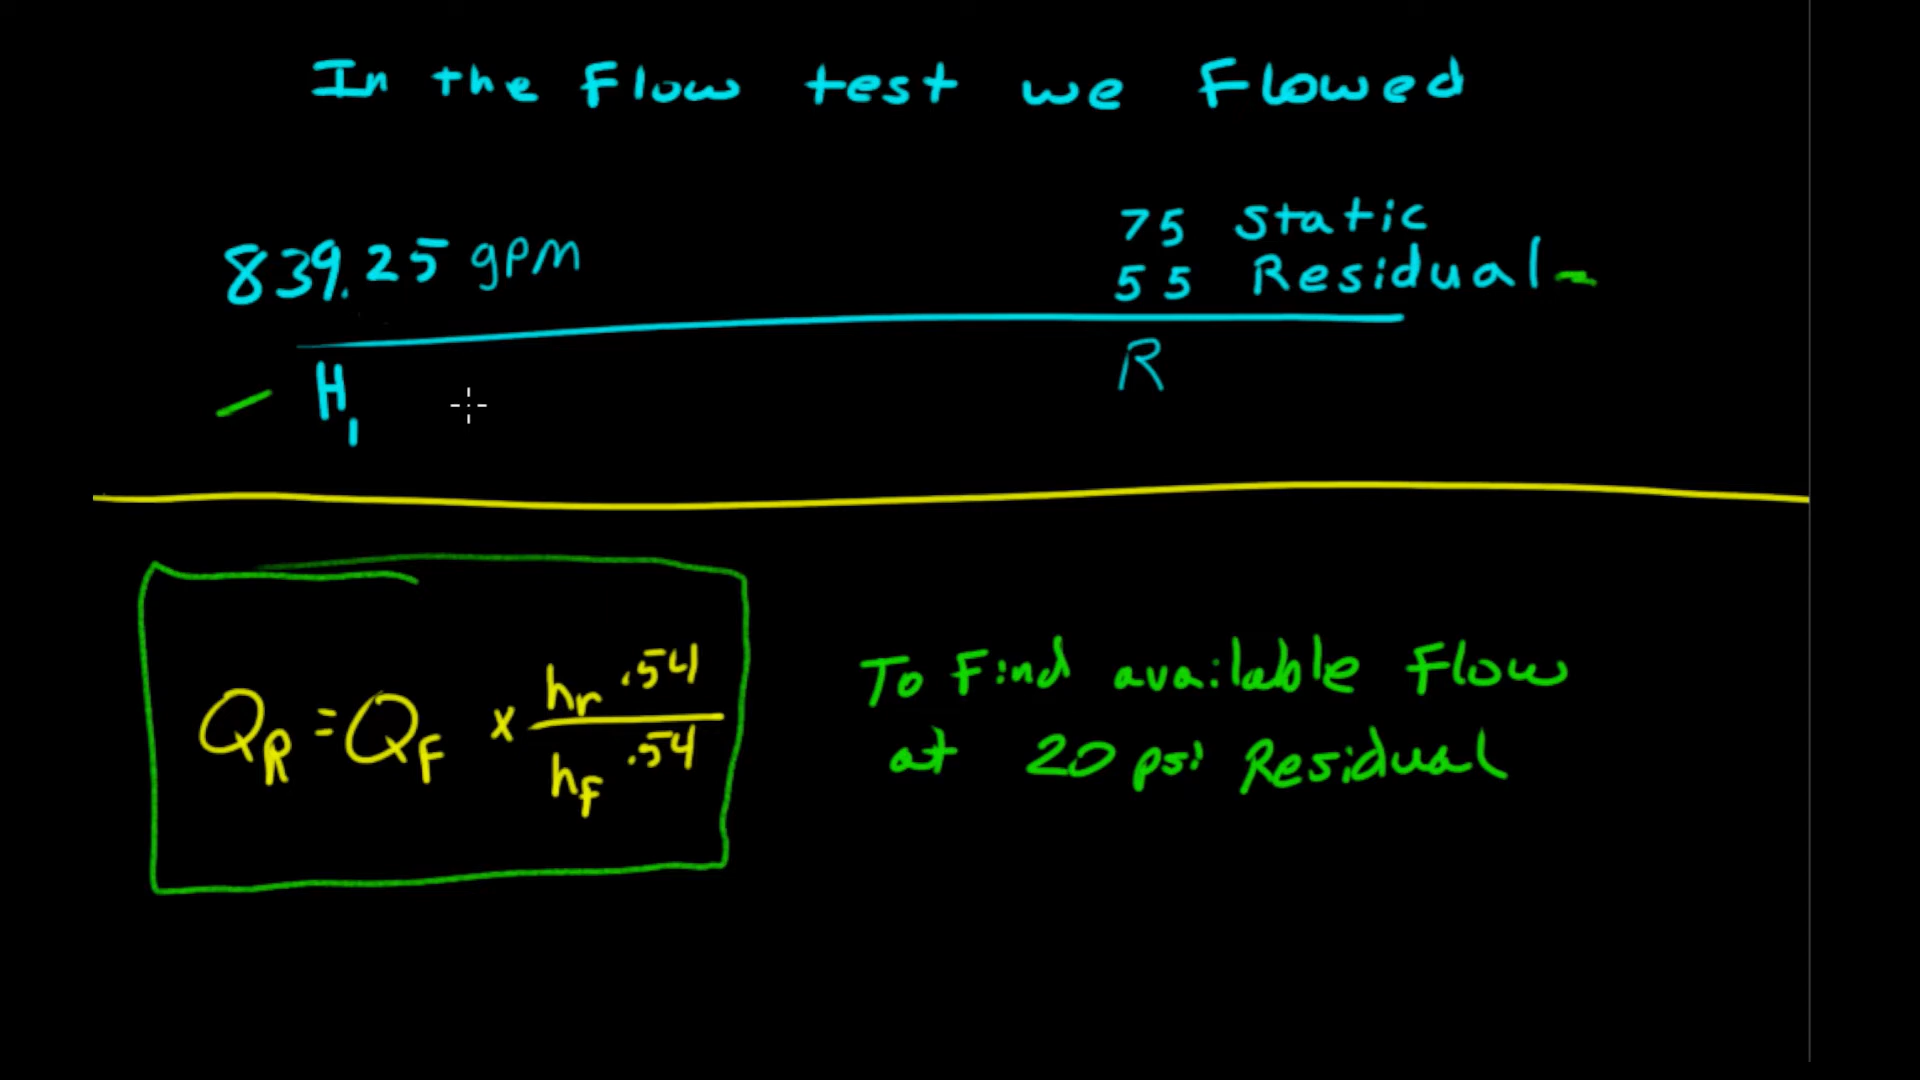 In the Flow test we Flowed
839.25 gpm
75 Static
55 Residual
H1
R
QR = QF x hr .54
hf .54
To Find available Flow
at 20 psi Residual